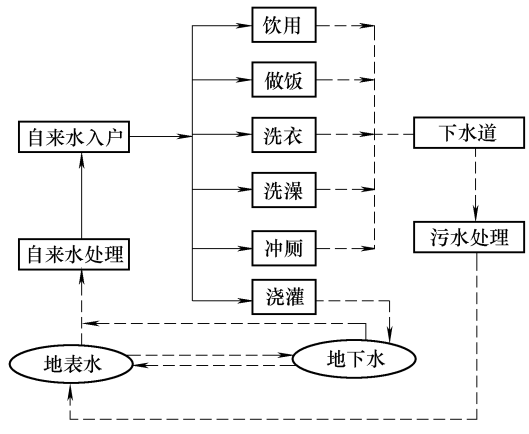 饮用
做饭
自来水入户
洗衣
下水道
洗澡
自来水处理
冲厕
污水处理
浇灌
地表水
地下水